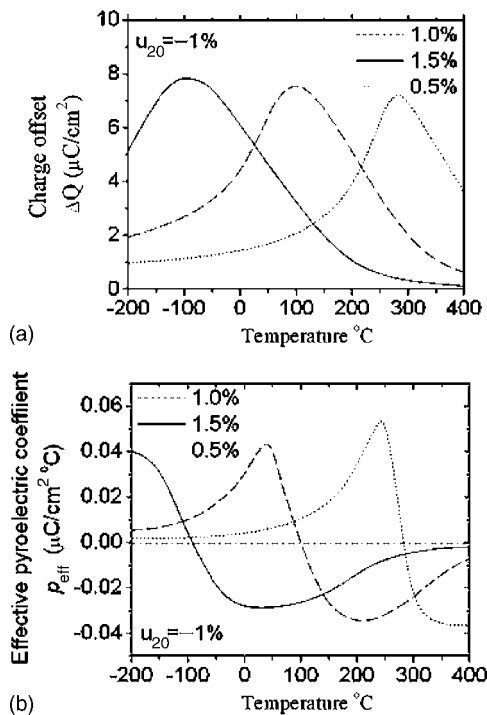 u20=−1%
1.0%
1.5%
0.5%
Charge offset
ΔQ (μC/cm²)
10
8
6
4
2
0
-200 -100 0 100 200 300 400
Temperature °C
(a)
1.0%
1.5%
0.5%
Effective pyroelectric coeffiient
peff (μC/cm² °C)
0.06
0.04
0.02
0.00
-0.02
-0.04
u20=−1%
-200 -100 0 100 200 300 400
Temperature °C
(b)